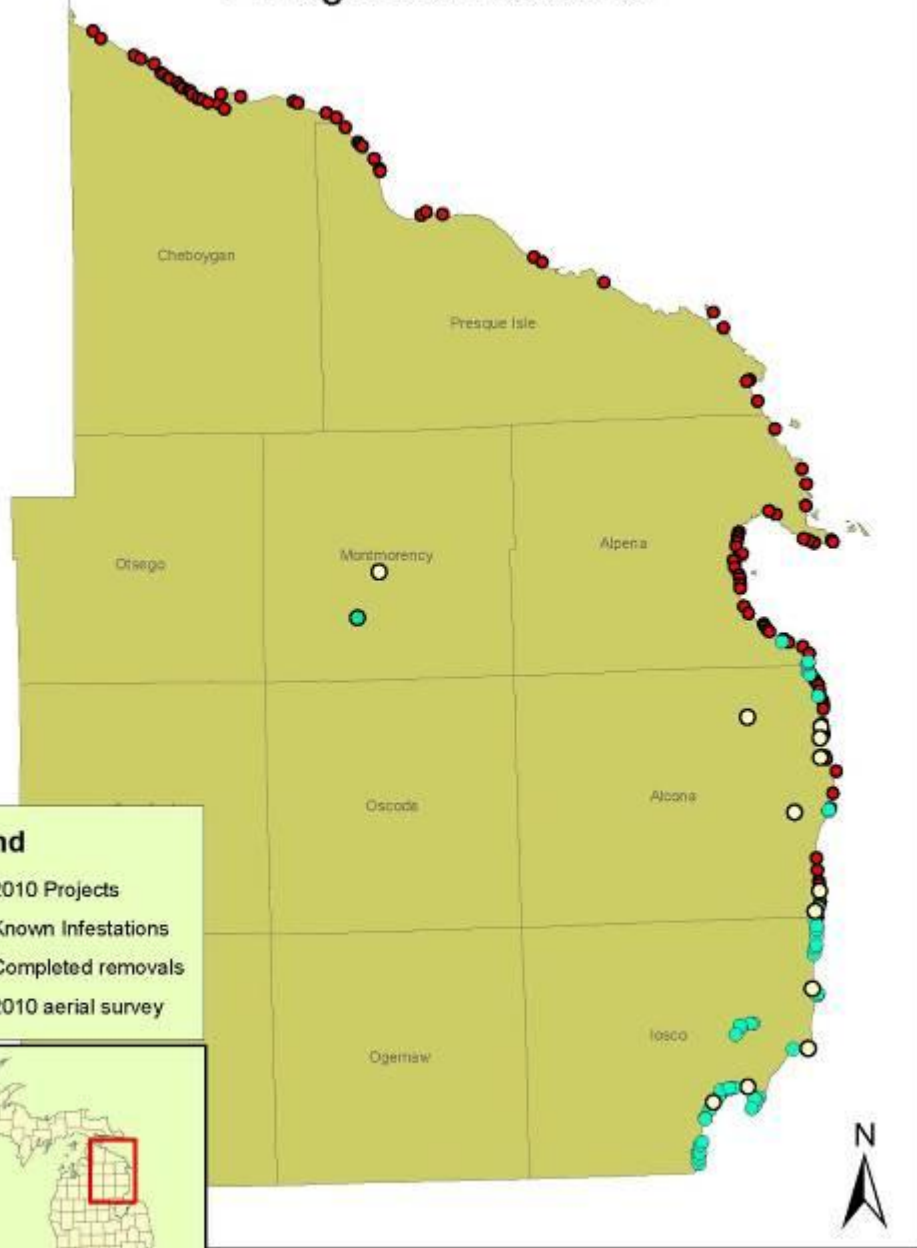 Cheboygan
Presque Isle
Otsego
Montmorency
Alpena
Oscoda
Alcona
nd
2010 Projects
Known Infestations
Completed removals
2010 aerial survey
Ogemaw
Iosco
N